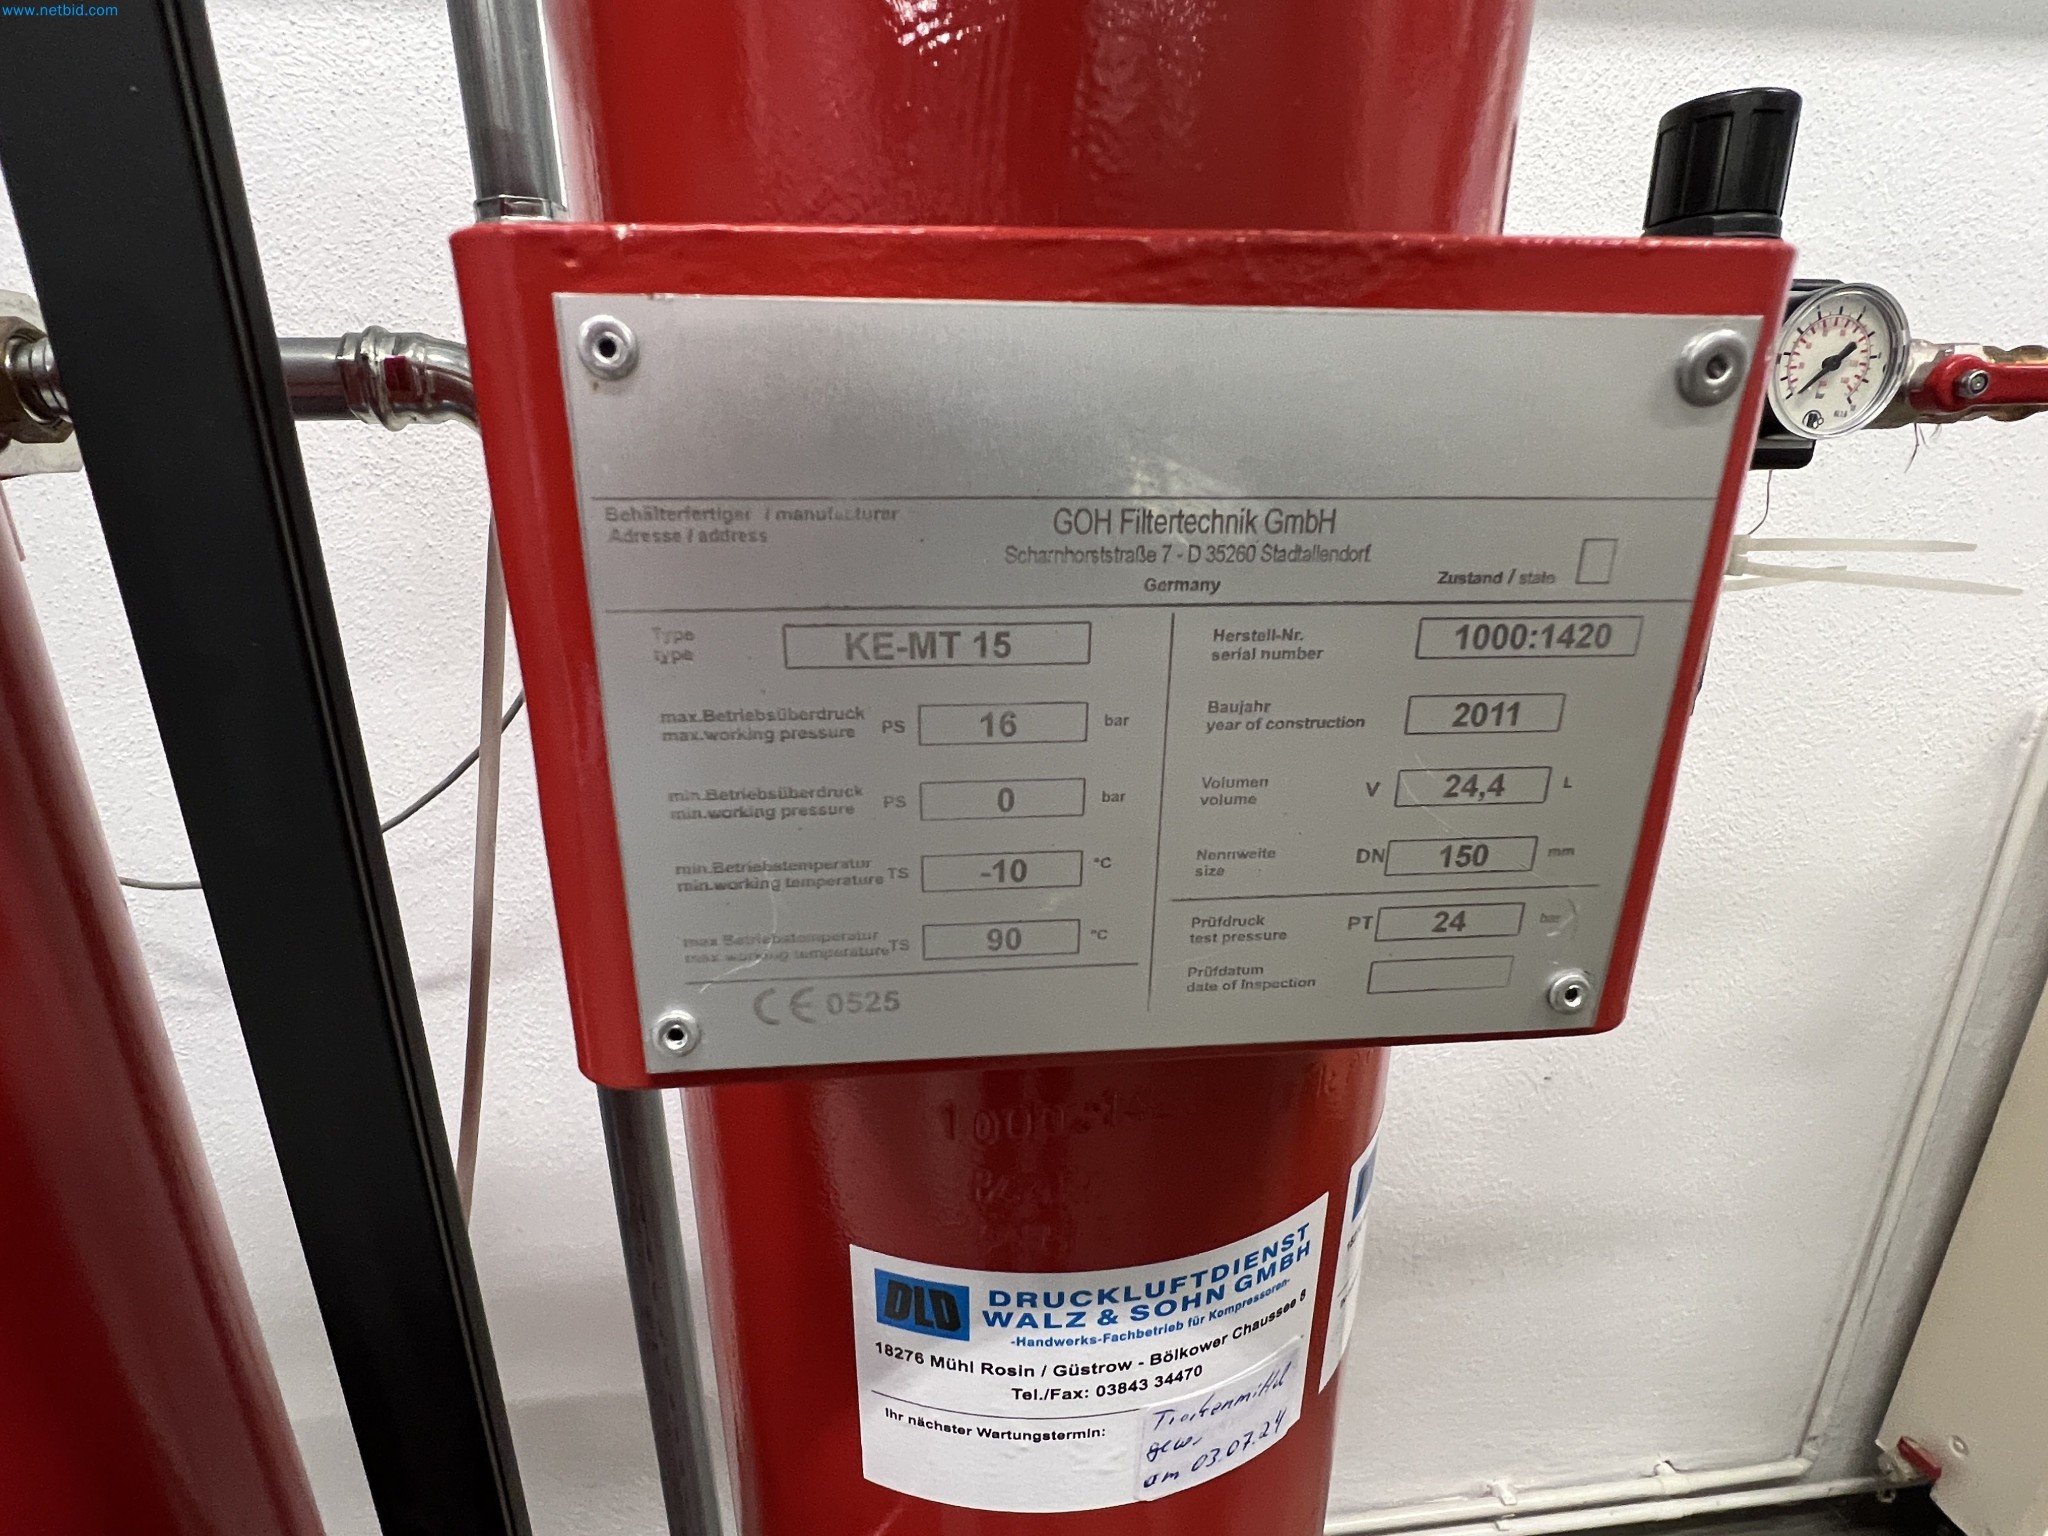 www.netbid.com
Behälterfertiger / manufacturer
Adresse / address
GOH Filtertechnik GmbH
Scharnhorststraße 7 - D 35260 Stadtallendorf
Germany
Zustand / state
Type
type
KE-MT 15
max.Betriebsüberdruck
max.working pressure
PS
16
bar
min.Betriebsüberdruck
min.working pressure
PS
0
bar
min.Betriebstemperatur
min.working temperature
TS
-10
°C
max.Betriebstemperatur
max.working temperature
TS
90
°C
CE 0525
Herstell-Nr.
serial number
1000:1420
Baujahr
year of construction
2011
Volumen
volume
V
24,4
L
Nennweite
size
DN
150
mm
Prüfdruck
test pressure
PT
24
bar
Prüfdatum
date of Inspection
DLD
DRUCKLUFTDIENST
WALZ & SOHN GMBH
-Handwerks-Fachbetrieb für Kompressoren-
18276 Mühl Rosin / Güstrow - Bölkower Chaussee 8
Tel./Fax: 03843 34470
Ihr nächster Wartungstermin:
Trockenmittel
gew.
am 03.07.24